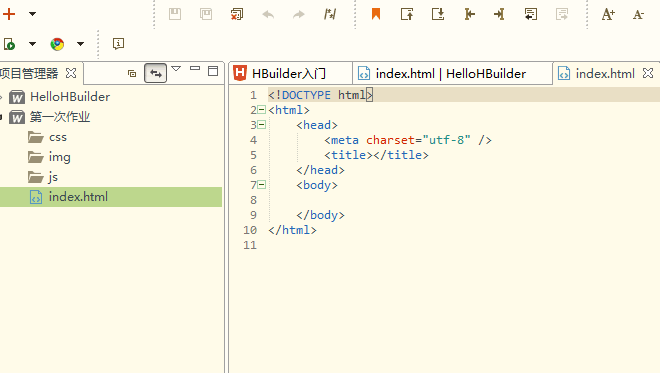 [/*]
A+ A-
项目管理器
HBuilder入门
index.html | HelloHBuilder
index.html
HelloHBuilder
第一次作业
css
img
js
index.html
1 <!DOCTYPE html>
2 <html>
3 <head>
4 <meta charset="utf-8" />
5 <title></title>
6 </head>
7 <body>
8
9 </body>
10 </html>
11